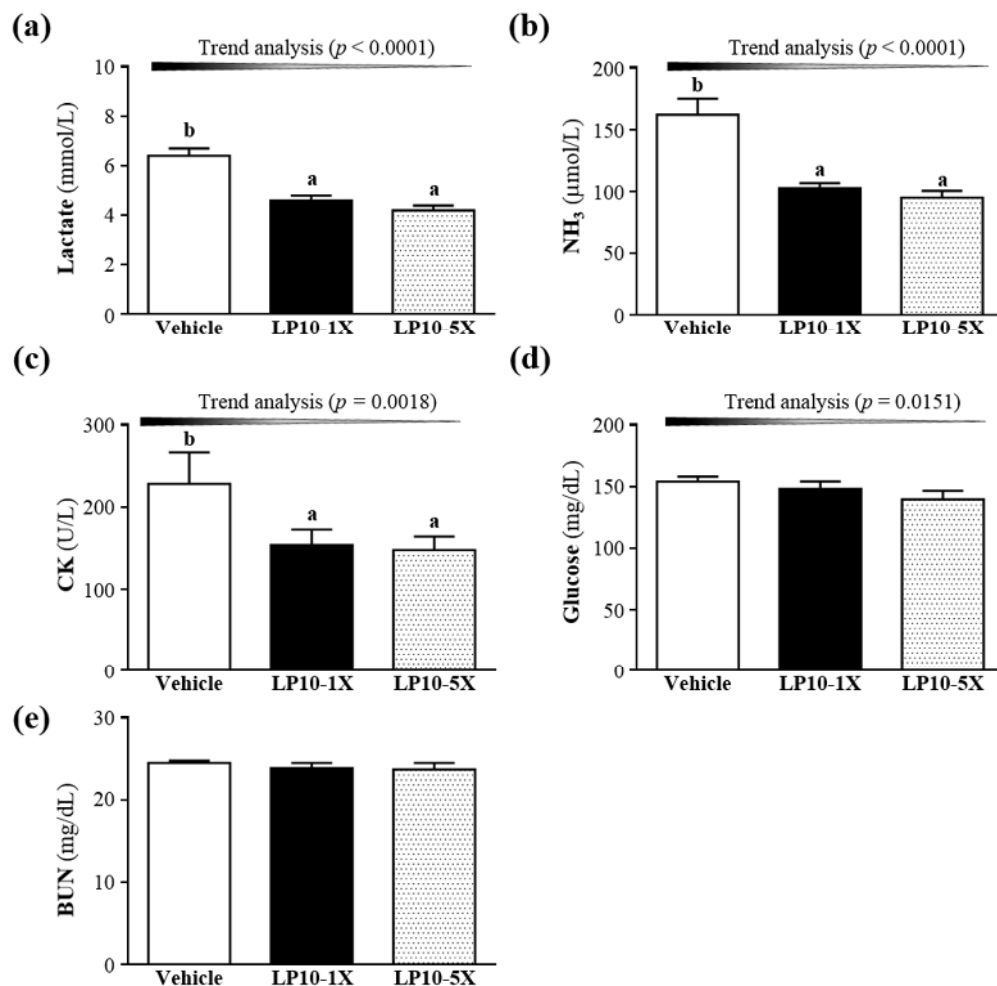 (a)
Trend analysis (p < 0.0001)
10
8
6
4
2
0
Lactate (mmol/L)
b
a
a
Vehicle LP10-1X LP10-5X
(b)
Trend analysis (p < 0.0001)
200
150
100
50
0
NH₃ (μmol/L)
b
a
a
Vehicle LP10-1X LP10-5X
(c)
Trend analysis (p = 0.0018)
300
200
100
0
CK (U/L)
b
a
a
Vehicle LP10-1X LP10-5X
(d)
Trend analysis (p = 0.0151)
200
150
100
50
0
Glucose (mg/dL)
Vehicle LP10-1X LP10-5X
(e)
30
20
10
0
BUN (mg/dL)
Vehicle LP10-1X LP10-5X